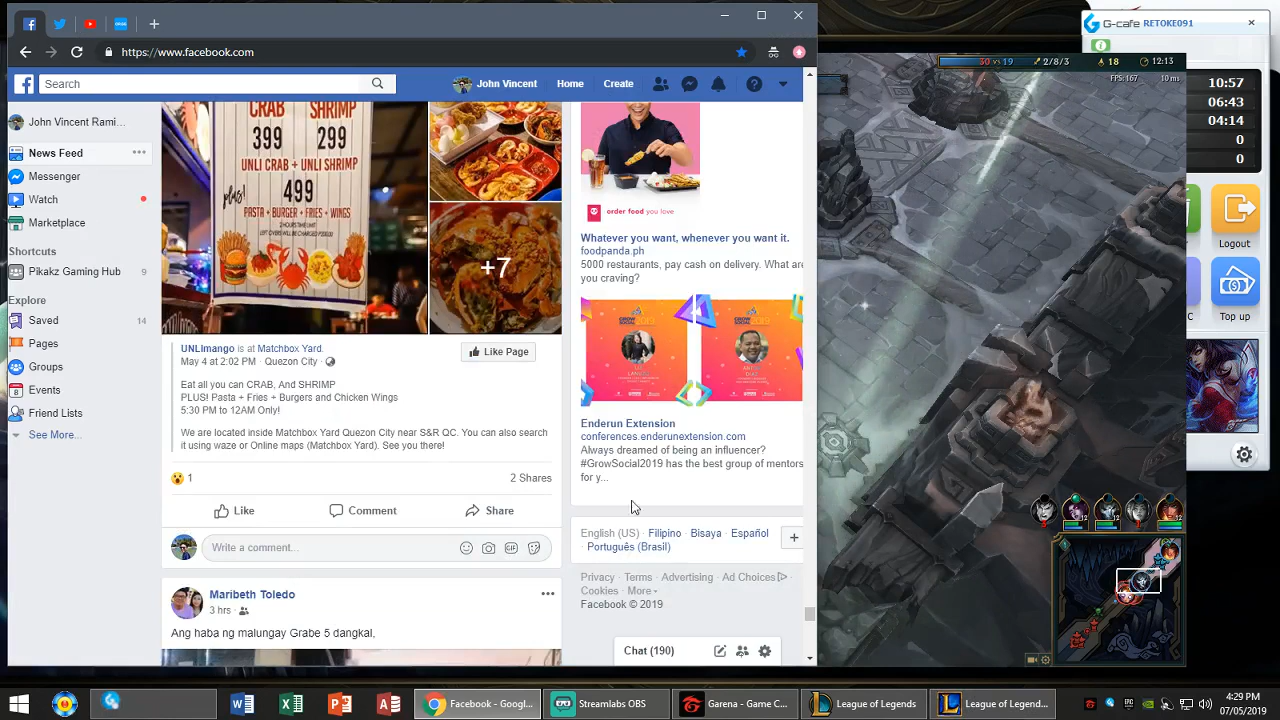 https://www.facebook.com
Search
John Vincent
Home
Create
John Vincent Rami...
News Feed
Messenger
Watch
Marketplace
Shortcuts
Pikakz Gaming Hub 9
Explore
Saved 14
Pages
Groups
Events
Friend Lists
See More...
CRAB SHRIMP
399 299
UNLI CRAB + UNLI SHRIMP
plus! 499
PASTA + BURGER + FRIES + WINGS
+7
UNLImango is at Matchbox Yard.
May 4 at 2:02 PM · Quezon City ·
Like Page
Eat all you can CRAB, And SHRIMP
PLUS! Pasta + Fries + Burgers and Chicken Wings
5:30 PM to 12AM Only!
We are located inside Matchbox Yard Quezon City near S&R QC. You can also search
it using waze or Online maps (Matchbox Yard). See you there!
1
2 Shares
Like
Comment
Share
Write a comment...
GIF
Maribeth Toledo
3 hrs ·
Ang haba ng malungay Grabe 5 dangkal,
order food you love
Whatever you want, whenever you want it.
foodpanda.ph
5000 restaurants, pay cash on delivery. What are
you craving?
Enderun Extension
conferences.enderunextension.com
Always dreamed of being an influencer?
#GrowSocial2019 has the best group of mentors
for y...
English (US) · Filipino · Bisaya · Español
· Português (Brasil)
Privacy · Terms · Advertising · Ad Choices ·
Cookies · More
Facebook © 2019
Chat (190)
30 vs 19
2/8/3
18
12:13
FPS: 167
10 ms
G-cafe RETOKE091
10:57
06:43
04:14
0
0
Logout
C
Top up
Facebook - Googl...
Streamlabs OBS
Garena - Game C...
League of Legends
League of Legend...
4:29 PM
07/05/2019